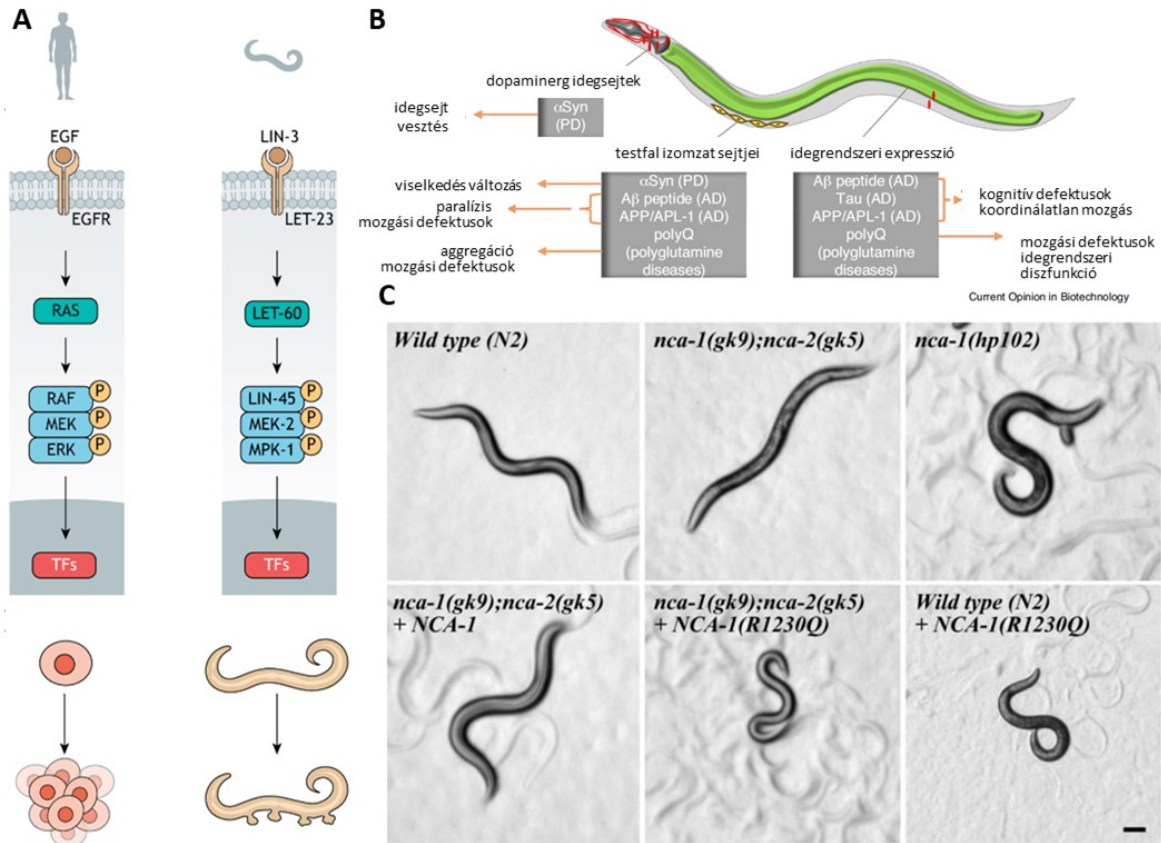 A
EGF
EGFR
RAS
RAF P
MEK P
ERK P
TFs
LIN-3
LET-23
LET-60
LIN-45 P
MEK-2 P
MPK-1 P
TFs
B
dopaminerg idegsejtek
idegsejt
vesztés
αSyn
(PD)
testfal izomzat sejtjei
viselkedés változás
paralízis
mozgási defektusok
aggregáció
mozgási defektusok
αSyn (PD)
Aβ peptide (AD)
APP/APL-1 (AD)
polyQ
(polyglutamine
diseases)
idegrendszeri expresszió
Aβ peptide (AD)
Tau (AD)
APP/APL-1 (AD)
polyQ
(polyglutamine
diseases)
kognitív defektusok
koordinálatlan mozgás
mozgási defektusok
idegrendszeri
diszfunkció
Current Opinion in Biotechnology
C
Wild type (N2)
nca-1(gk9);nca-2(gk5)
nca-1(hp102)
nca-1(gk9);nca-2(gk5)
+ NCA-1
nca-1(gk9);nca-2(gk5)
+ NCA-1(R1230Q)
Wild type (N2)
+ NCA-1(R1230Q)